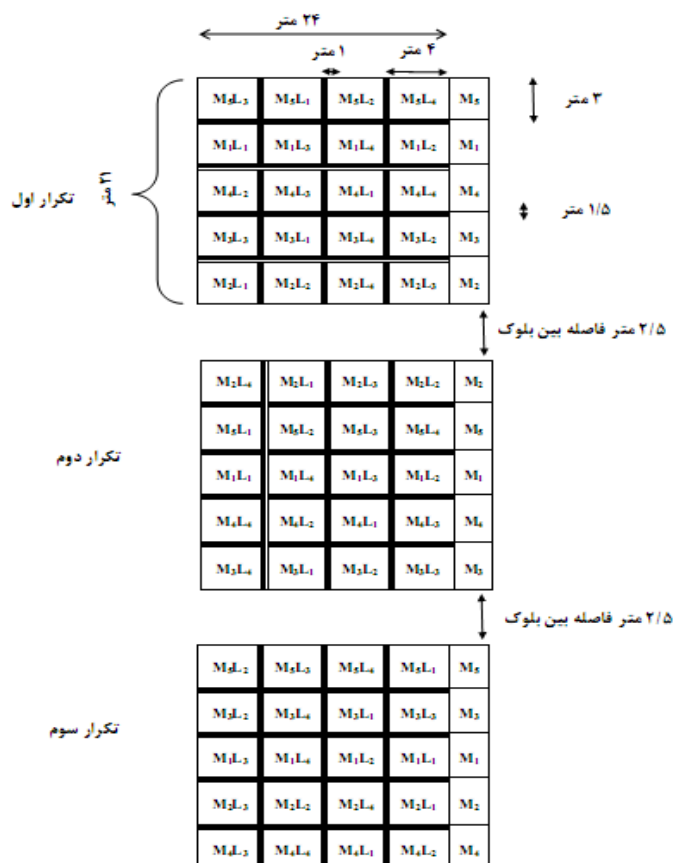 ۲۴ متر
۱ متر
۴ متر
M₅L₃ M₅L₁ M₅L₂ M₅L₄ M₅
۳ متر
M₁L₁ M₁L₃ M₁L₄ M₁L₂ M₁
تکرار اول
۲۱ متر
M₄L₂ M₄L₃ M₄L₁ M₄L₄ M₄
۱/۵ متر
M₃L₃ M₃L₁ M₃L₄ M₃L₂ M₃
M₂L₁ M₂L₂ M₂L₄ M₂L₃ M₂
۲/۵ متر فاصله بین بلوک
M₂L₄ M₂L₁ M₂L₃ M₂L₂ M₂
M₅L₁ M₅L₂ M₅L₃ M₅L₄ M₅
تکرار دوم
M₁L₁ M₁L₄ M₁L₃ M₁L₂ M₁
M₄L₄ M₄L₂ M₄L₁ M₄L₃ M₄
M₃L₄ M₃L₁ M₃L₂ M₃L₃ M₃
۲/۵ متر فاصله بین بلوک
M₅L₂ M₅L₃ M₅L₄ M₅L₁ M₅
M₃L₂ M₃L₄ M₃L₁ M₃L₃ M₃
تکرار سوم
M₁L₃ M₁L₄ M₁L₂ M₁L₁ M₁
M₂L₃ M₂L₂ M₂L₄ M₂L₁ M₂
M₄L₃ M₄L₄ M₄L₁ M₄L₂ M₄